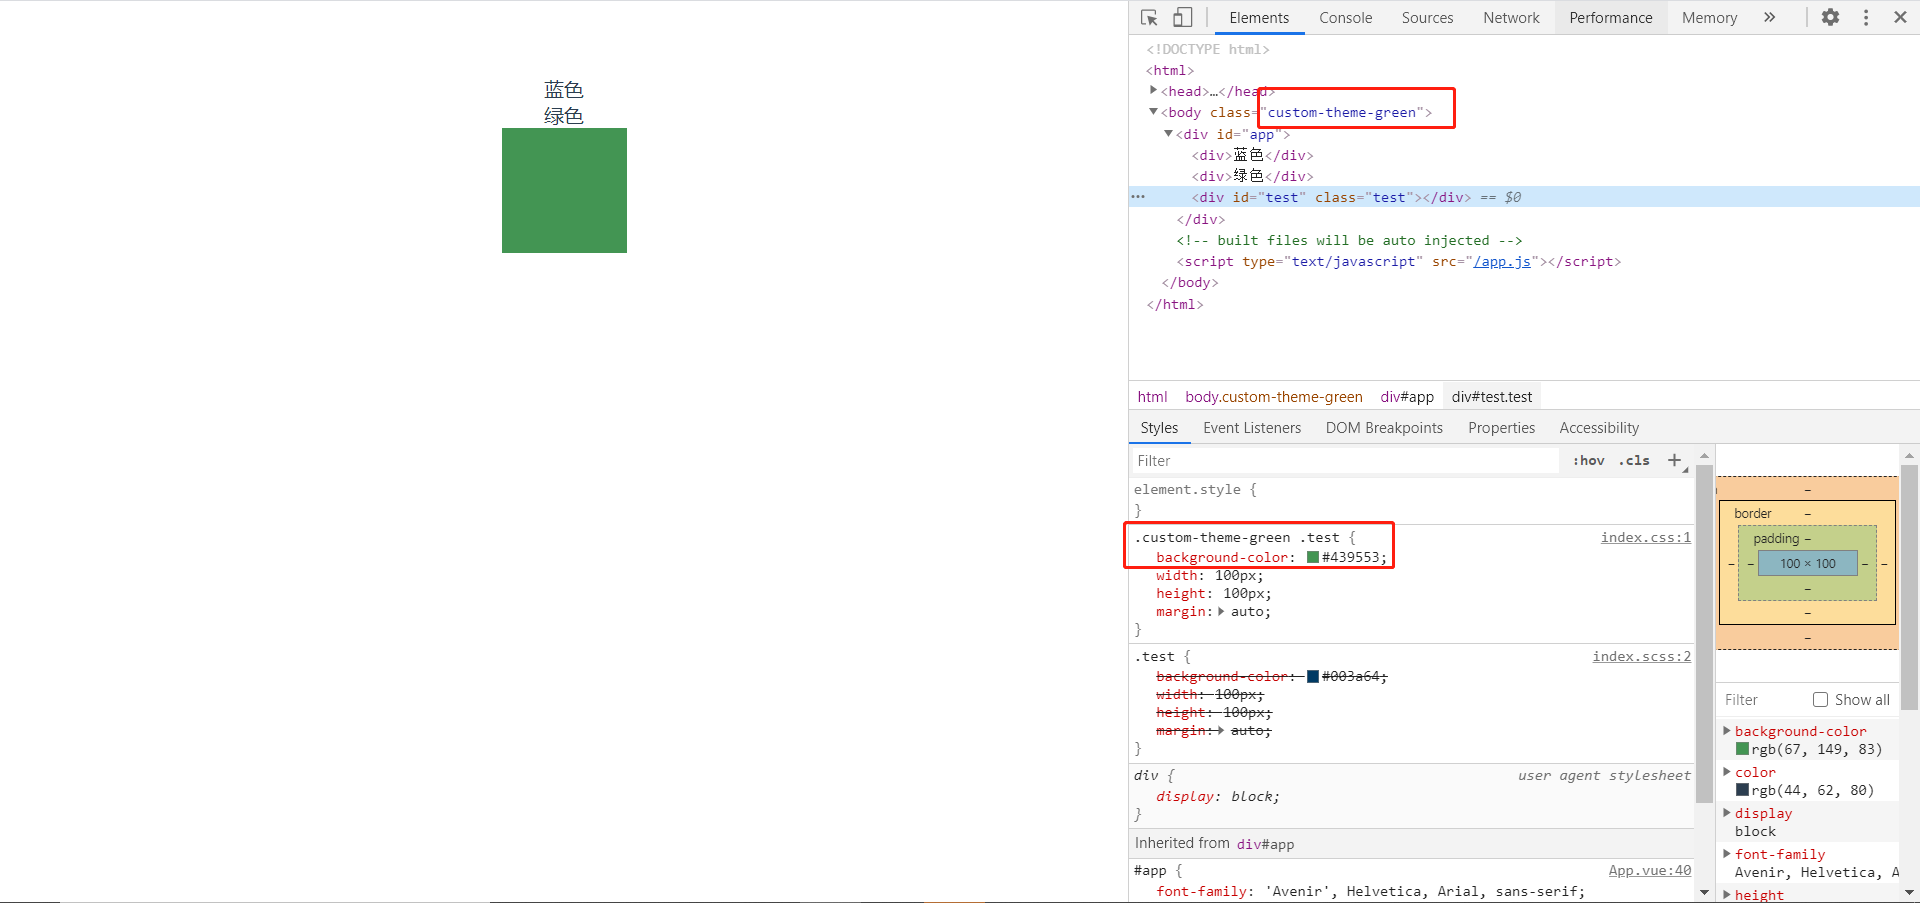 蓝色
绿色
Elements Console Sources Network Performance Memory »
<!DOCTYPE html>
<html>
<head>…</head>
<body class="custom-theme-green">
<div id="app">
<div>蓝色</div>
<div>绿色</div>
<div id="test" class="test"></div> == $0
</div>
<!-- built files will be auto injected -->
<script type="text/javascript" src="/app.js"></script>
</body>
</html>
html body.custom-theme-green div#app div#test.test
Styles Event Listeners DOM Breakpoints Properties Accessibility
Filter :hov .cls +
element.style {
}
.custom-theme-green .test { index.css:1
background-color: #439553;
width: 100px;
height: 100px;
margin: auto;
}
.test { index.scss:2
background-color: #003a64;
width: 100px;
height: 100px;
margin: auto;
}
div { user agent stylesheet
display: block;
}
Inherited from div#app
#app { App.vue:40
font-family: 'Avenir', Helvetica, Arial, sans-serif;
–
border –
padding –
– – 100 × 100 – –
–
–
–
Filter Show all
background-color
rgb(67, 149, 83)
color
rgb(44, 62, 80)
display
block
font-family
Avenir, Helvetica, A
height